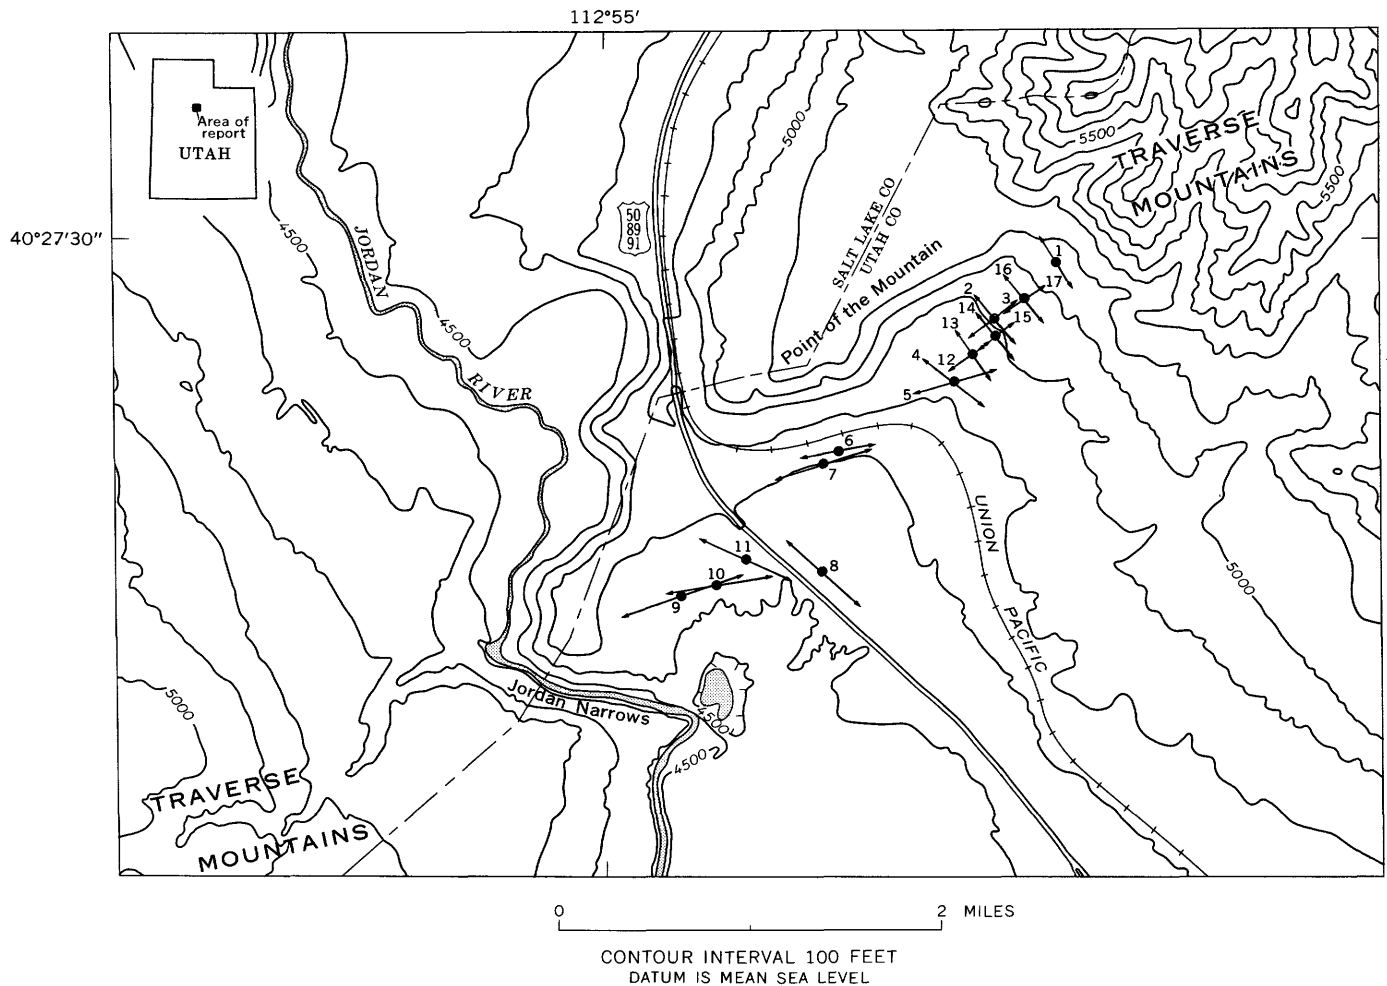 112°55′
Area of
report
UTAH
40°27′30″
4500
JORDAN
RIVER
4500
50
89
91
5000
SALT LAKE CO
UTAH CO
Point of the Mountain
5500
TRAVERSE
MOUNTAINS
5500
1
16
17
2
3
14
15
13
12
4
5
6
7
UNION
PACIFIC
5000
11
8
10
9
Jordan Narrows
4500
4500
5000
TRAVERSE
MOUNTAINS
0 2 MILES
CONTOUR INTERVAL 100 FEET
DATUM IS MEAN SEA LEVEL